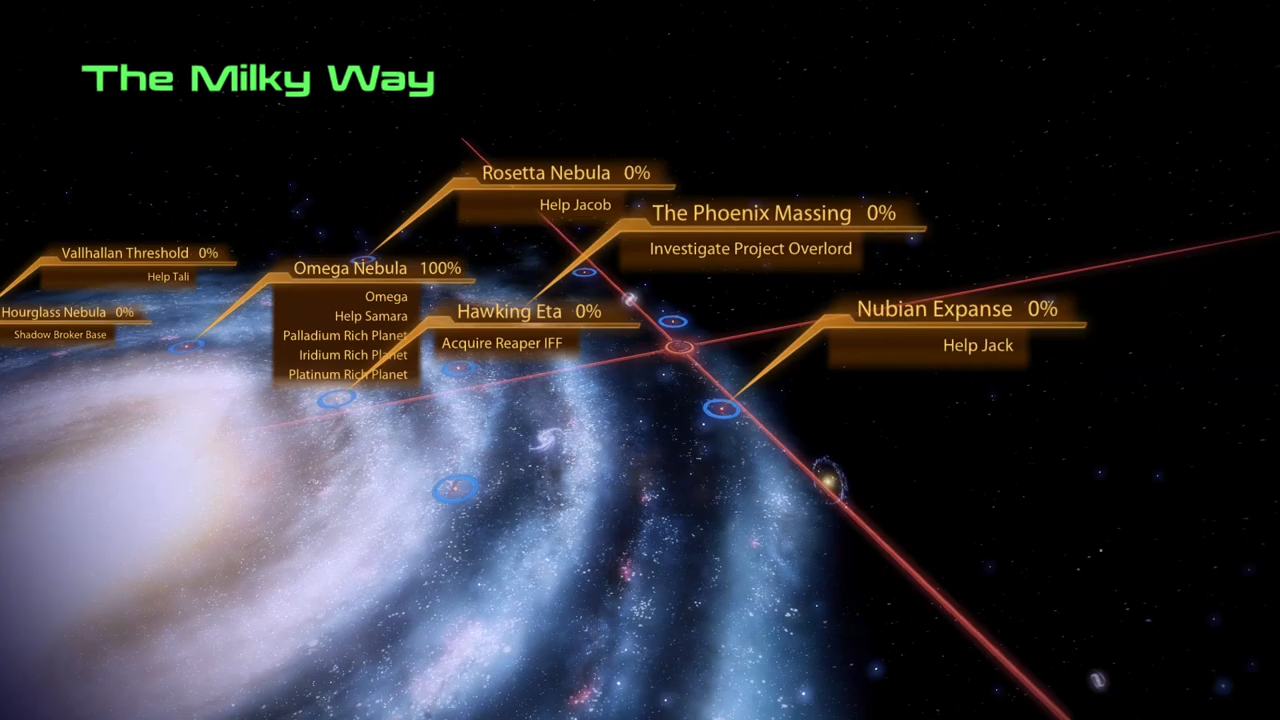 The Milky Way
Rosetta Nebula 0%
Help Jacob
The Phoenix Massing 0%
Investigate Project Overlord
Vallhallan Threshold 0%
Help Tali
Omega Nebula 100%
Omega
Help Samara
Palladium Rich Planet
Iridium Rich Planet
Platinum Rich Planet
Hourglass Nebula 0%
Shadow Broker Base
Hawking Eta 0%
Acquire Reaper IFF
Nubian Expanse 0%
Help Jack